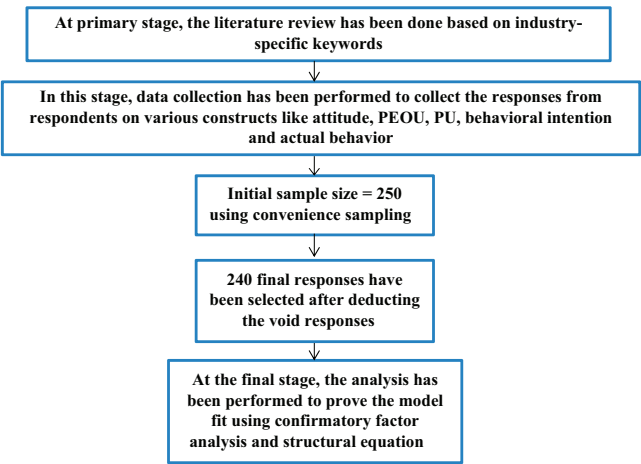 At primary stage, the literature review has been done based on industry-
specific keywords
In this stage, data collection has been performed to collect the responses from
respondents on various constructs like attitude, PEOU, PU, behavioral intention
and actual behavior
Initial sample size = 250
using convenience sampling
240 final responses have
been selected after deducting
the void responses
At the final stage, the analysis has
been performed to prove the model
fit using confirmatory factor
analysis and structural equation